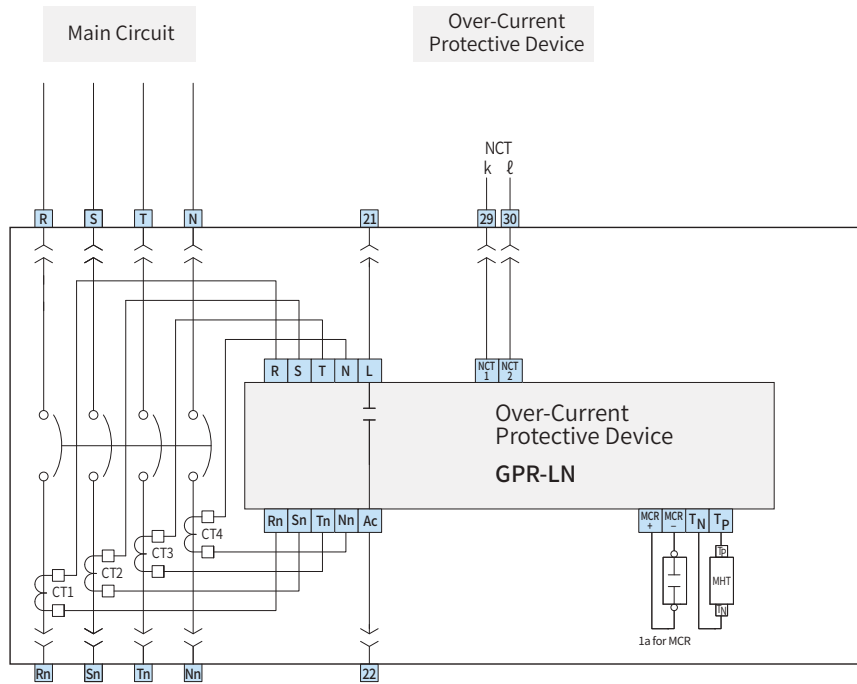 Main Circuit
Over-Current
Protective Device
NCT
k ℓ
R S T N 21 29 30
R S T N L NCT 1 NCT 2
Over-Current
Protective Device
GPR-LN
Rn Sn Tn Nn Ac MCR + MCR − TN TP
CT4
CT3
CT2
CT1
TP
MHT
TN
1a for MCR
Rn Sn Tn Nn 22